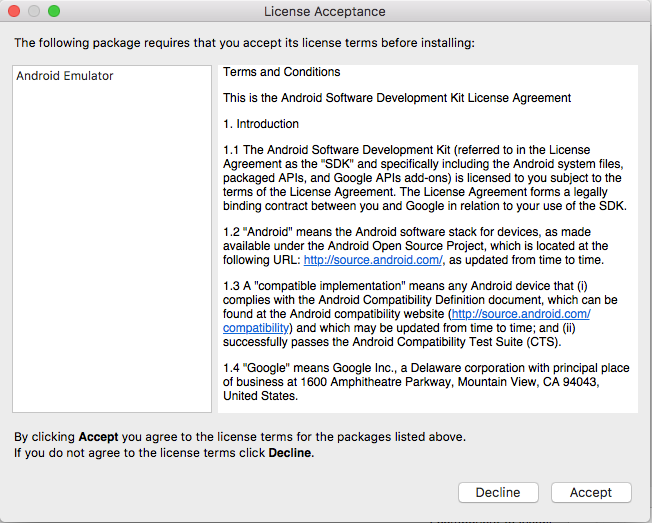 License Acceptance
The following package requires that you accept its license terms before installing:
Android Emulator
Terms and Conditions
This is the Android Software Development Kit License Agreement
1. Introduction
1.1 The Android Software Development Kit (referred to in the License
Agreement as the "SDK" and specifically including the Android system files,
packaged APIs, and Google APIs add-ons) is licensed to you subject to the
terms of the License Agreement. The License Agreement forms a legally
binding contract between you and Google in relation to your use of the SDK.
1.2 "Android" means the Android software stack for devices, as made
available under the Android Open Source Project, which is located at the
following URL: http://source.android.com/, as updated from time to time.
1.3 A "compatible implementation" means any Android device that (i)
complies with the Android Compatibility Definition document, which can be
found at the Android compatibility website (http://source.android.com/
compatibility) and which may be updated from time to time; and (ii)
successfully passes the Android Compatibility Test Suite (CTS).
1.4 "Google" means Google Inc., a Delaware corporation with principal place
of business at 1600 Amphitheatre Parkway, Mountain View, CA 94043,
United States.
By clicking Accept you agree to the license terms for the packages listed above.
If you do not agree to the license terms click Decline.
Decline
Accept